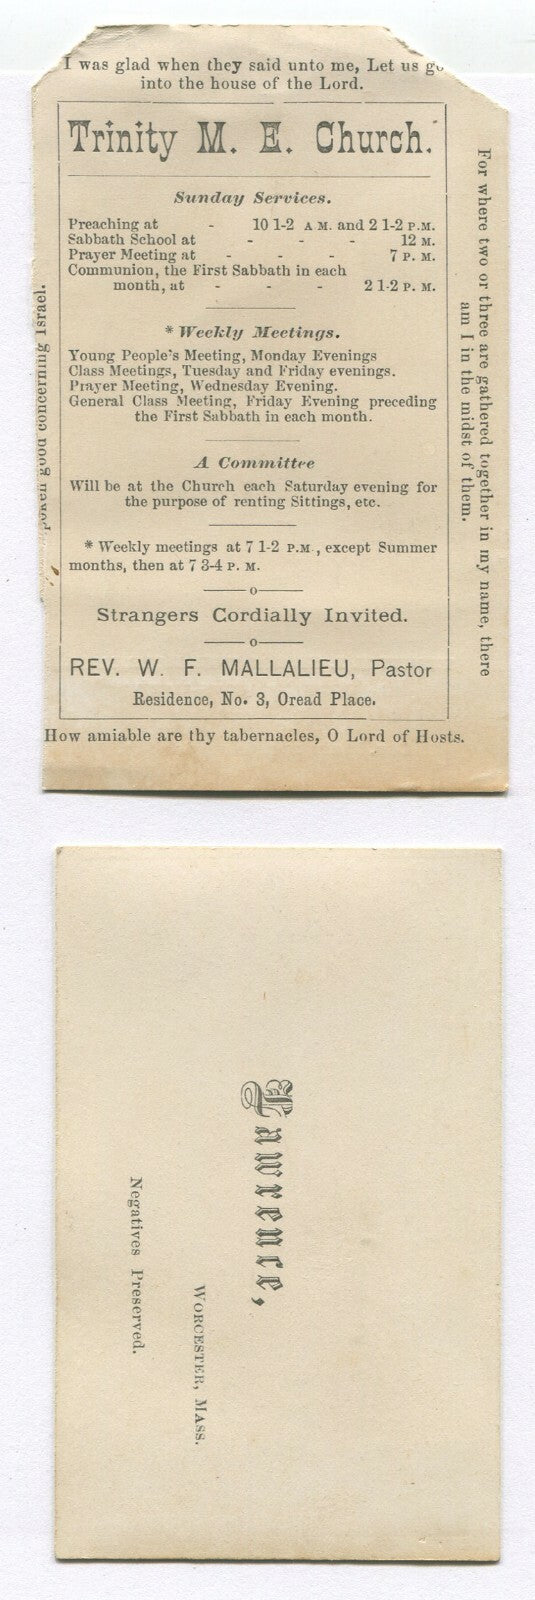 I was glad when they said unto me, Let us go
into the house of the Lord.
Trinity M. E. Church.
Sunday Services.
Preaching at - 10 1-2 A M. and 2 1-2 P.M.
Sabbath School at - - - 12 M.
Prayer Meeting at - - - 7 P. M.
Communion, the First Sabbath in each
month, at - - - 2 1-2 P. M.
* Weekly Meetings.
Young People's Meeting, Monday Evenings
Class Meetings, Tuesday and Friday evenings.
Prayer Meeting, Wednesday Evening.
General Class Meeting, Friday Evening preceding
the First Sabbath in each month.
A Committee
Will be at the Church each Saturday evening for
the purpose of renting Sittings, etc.
* Weekly meetings at 7 1-2 P.M , except Summer
months, then at 7 3-4 P. M.
o
Strangers Cordially Invited.
o
REV. W. F. MALLALIEU, Pastor
Residence, No. 3, Oread Place.
How amiable are thy tabernacles, O Lord of Hosts.
For where two or three are gathered together in my name, there
am I in the midst of them.
good concerning Israel.
Lawrence,
WORCESTER, MASS.
Negatives Preserved.